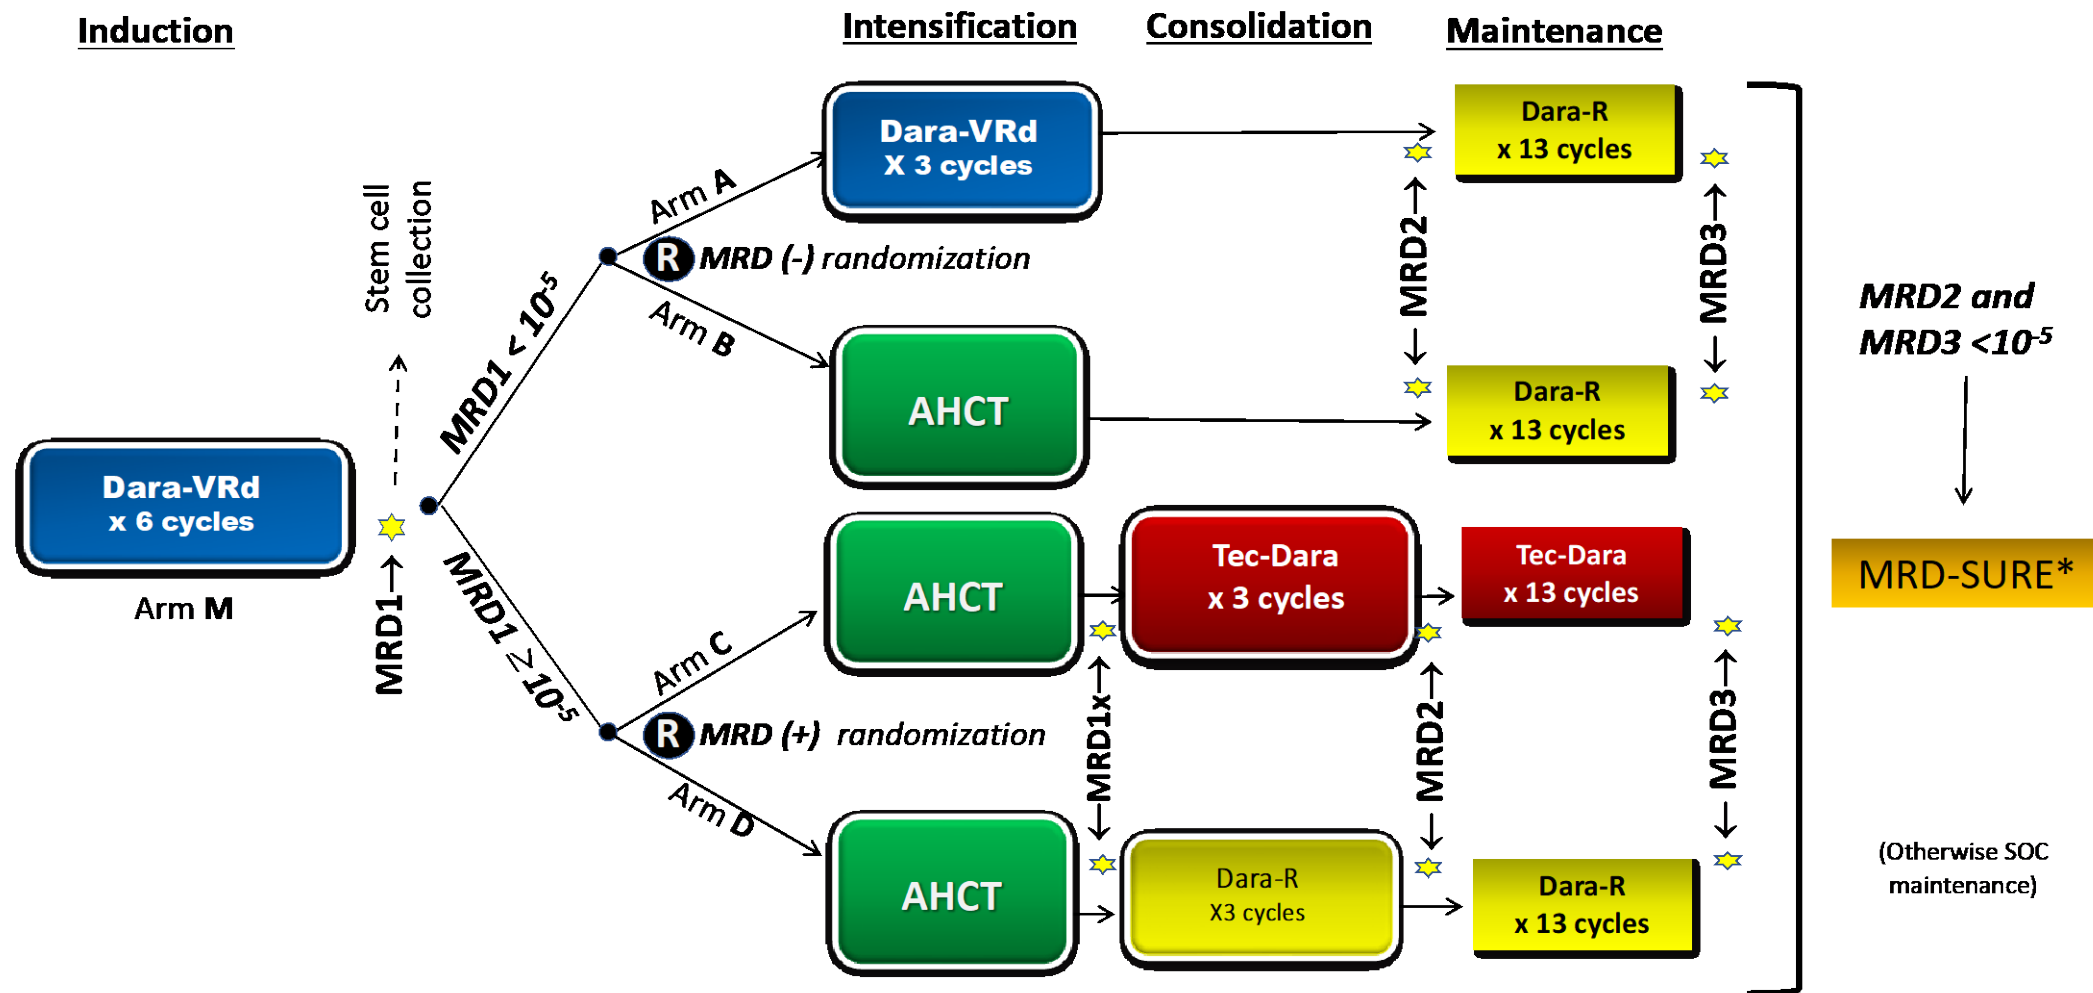 Induction
Intensification
Consolidation
Maintenance
Dara-VRd
x 6 cycles
Arm M
MRD1
Stem cell
collection
MRD1 < 10-5
MRD1 ≥ 10-5
Arm A
R MRD (-) randomization
Arm B
Arm C
R MRD (+) randomization
Arm D
Dara-VRd
X 3 cycles
AHCT
AHCT
AHCT
MRD1x
Tec-Dara
x 3 cycles
Dara-R
X3 cycles
MRD2
MRD2
Dara-R
x 13 cycles
Dara-R
x 13 cycles
Tec-Dara
x 13 cycles
Dara-R
x 13 cycles
MRD3
MRD3
MRD2 and
MRD3 <10-5
MRD-SURE*
(Otherwise SOC
maintenance)